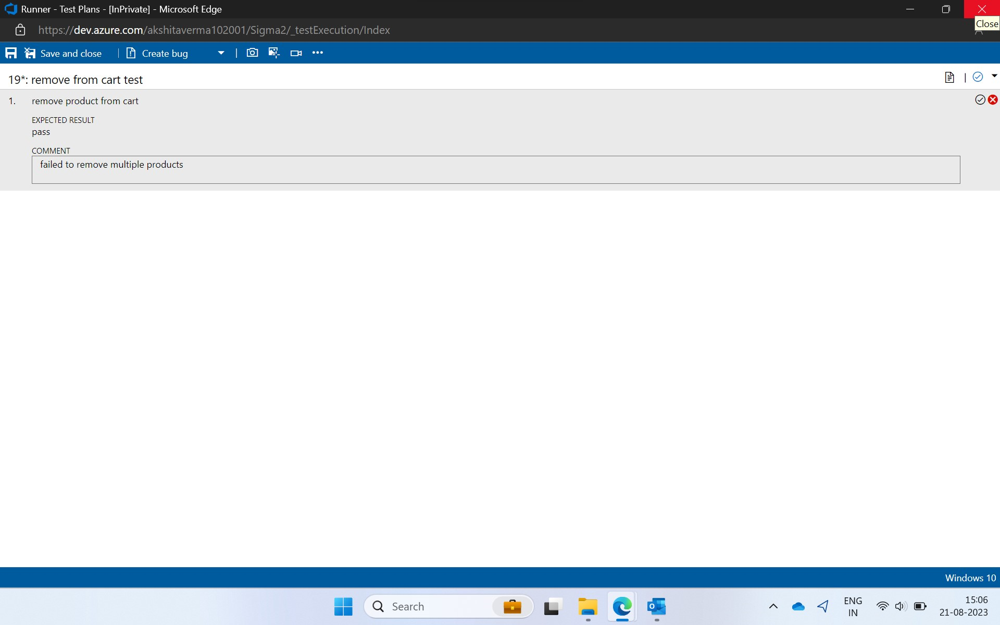 Runner - Test Plans - [InPrivate] - Microsoft Edge
Close
https://dev.azure.com/akshitaverma102001/Sigma2/_testExecution/Index
Save and close
Create bug
19*: remove from cart test
1. remove product from cart
EXPECTED RESULT
pass
COMMENT
failed to remove multiple products
Windows 10
Search
ENG
IN
15:06
21-08-2023